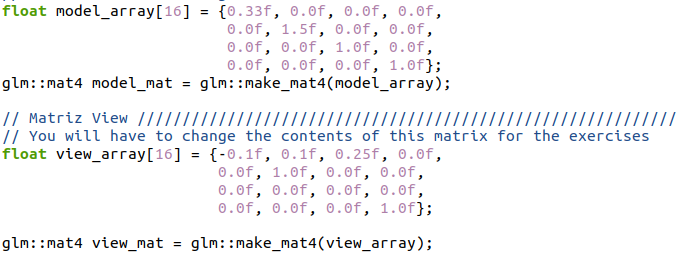 float model_array[16] = {0.33f, 0.0f, 0.0f, 0.0f,
0.0f, 1.5f, 0.0f, 0.0f,
0.0f, 0.0f, 1.0f, 0.0f,
0.0f, 0.0f, 0.0f, 1.0f};
glm::mat4 model_mat = glm::make_mat4(model_array);
// Matriz View ////////////////////////////////////////////////////////////
// You will have to change the contents of this matrix for the exercises
float view_array[16] = {-0.1f, 0.1f, 0.25f, 0.0f,
0.0f, 1.0f, 0.0f, 0.0f,
0.0f, 0.0f, 0.0f, 0.0f,
0.0f, 0.0f, 0.0f, 1.0f};
glm::mat4 view_mat = glm::make_mat4(view_array);